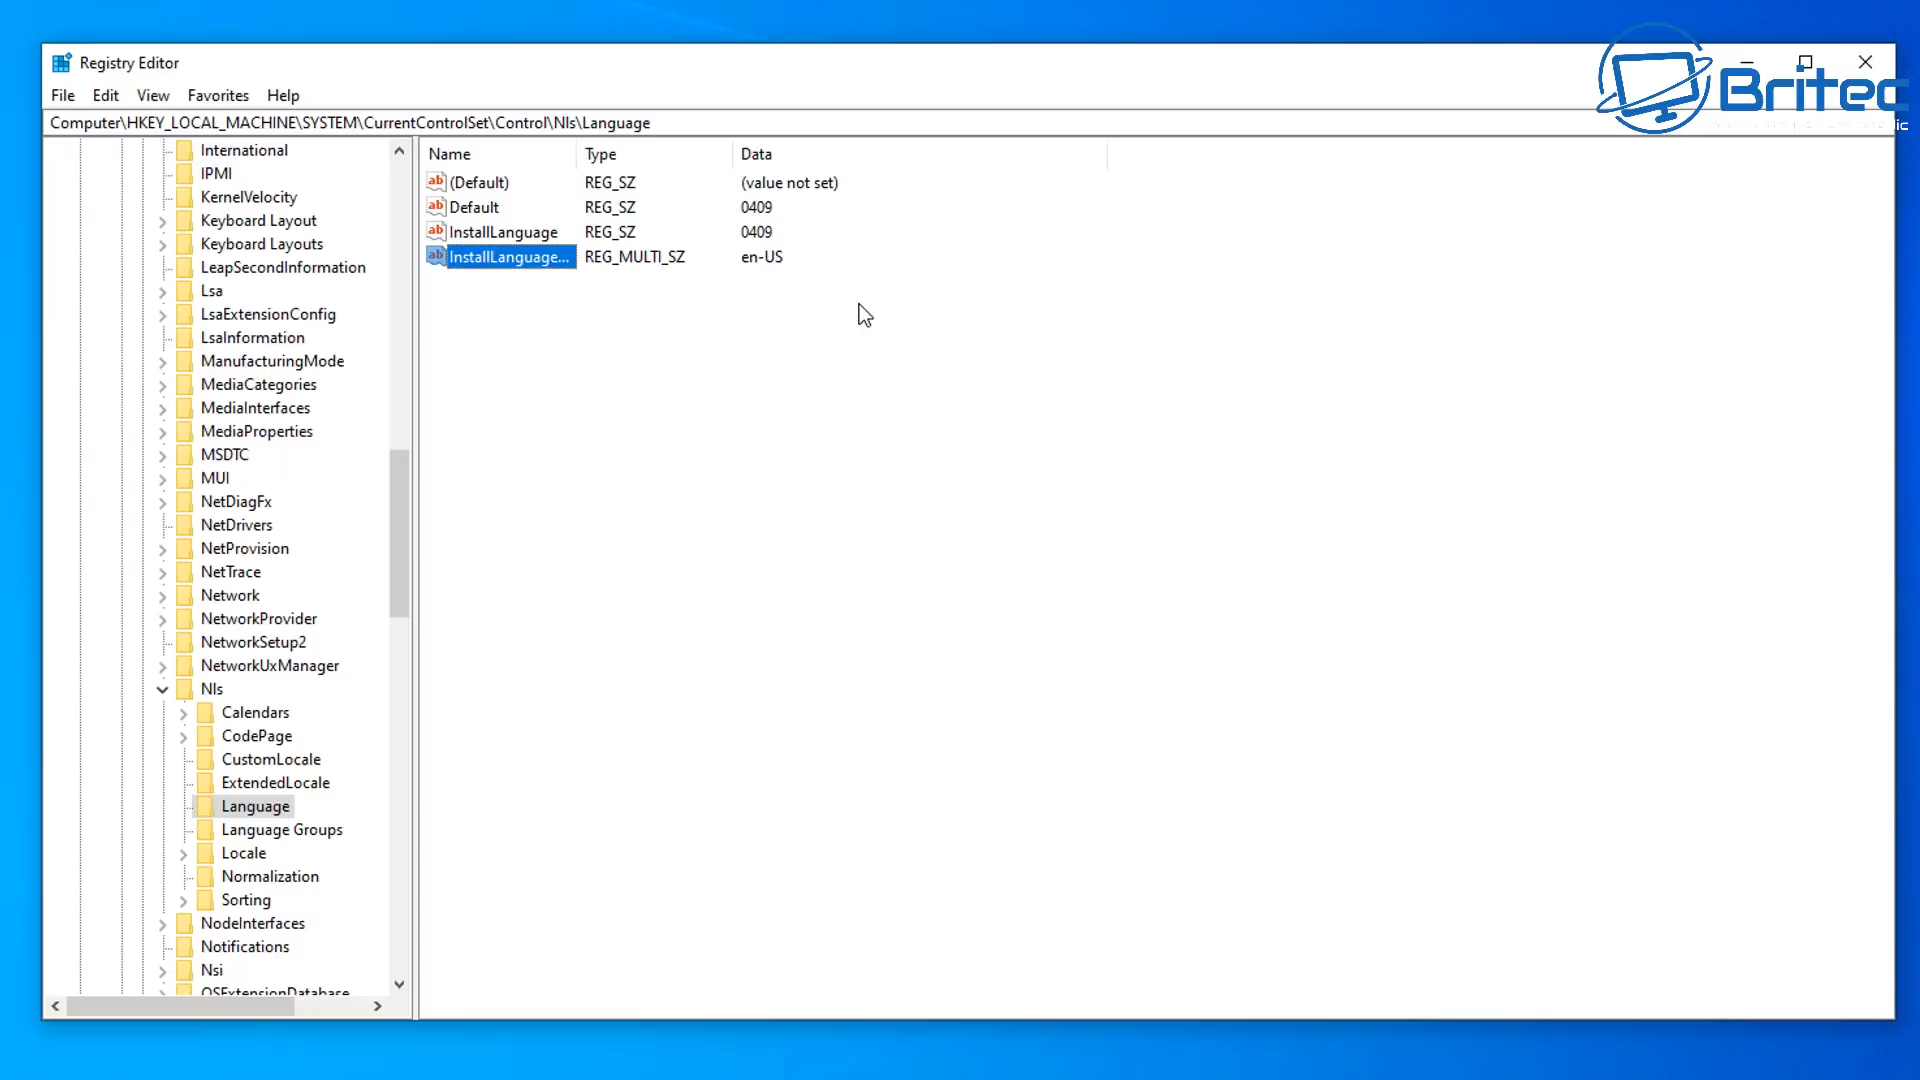 Registry Editor
Britec
File Edit View Favorites Help
Computer\HKEY_LOCAL_MACHINE\SYSTEM\CurrentControlSet\Control\Nls\Language
Name Type Data
(Default) REG_SZ (value not set)
Default REG_SZ 0409
InstallLanguage REG_SZ 0409
InstallLanguage... REG_MULTI_SZ en-US
International
IPMI
KernelVelocity
Keyboard Layout
Keyboard Layouts
LeapSecondInformation
Lsa
LsaExtensionConfig
LsaInformation
ManufacturingMode
MediaCategories
MediaInterfaces
MediaProperties
MSDTC
MUI
NetDiagFx
NetDrivers
NetProvision
NetTrace
Network
NetworkProvider
NetworkSetup2
NetworkUxManager
Nls
Calendars
CodePage
CustomLocale
ExtendedLocale
Language
Language Groups
Locale
Normalization
Sorting
NodeInterfaces
Notifications
Nsi
OSExtensionDatabase